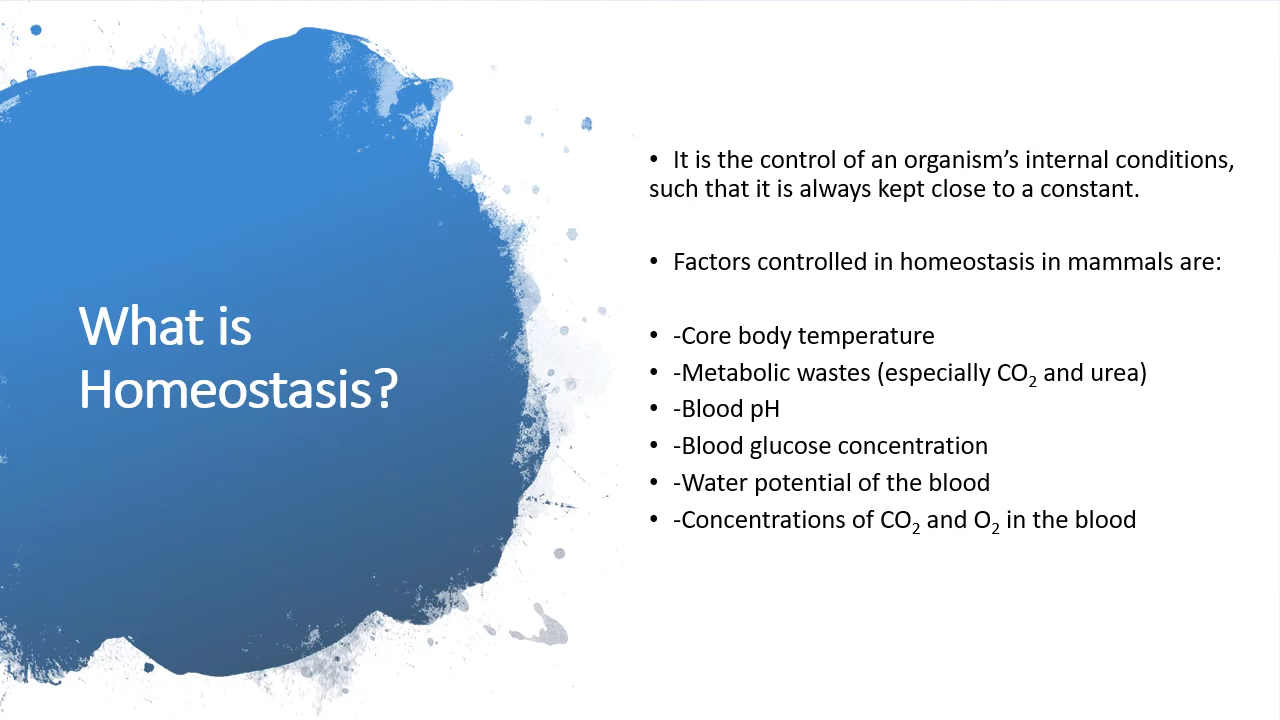 What is
Homeostasis?
• It is the control of an organism’s internal conditions,
such that it is always kept close to a constant.
• Factors controlled in homeostasis in mammals are:
• -Core body temperature
• -Metabolic wastes (especially CO₂ and urea)
• -Blood pH
• -Blood glucose concentration
• -Water potential of the blood
• -Concentrations of CO₂ and O₂ in the blood